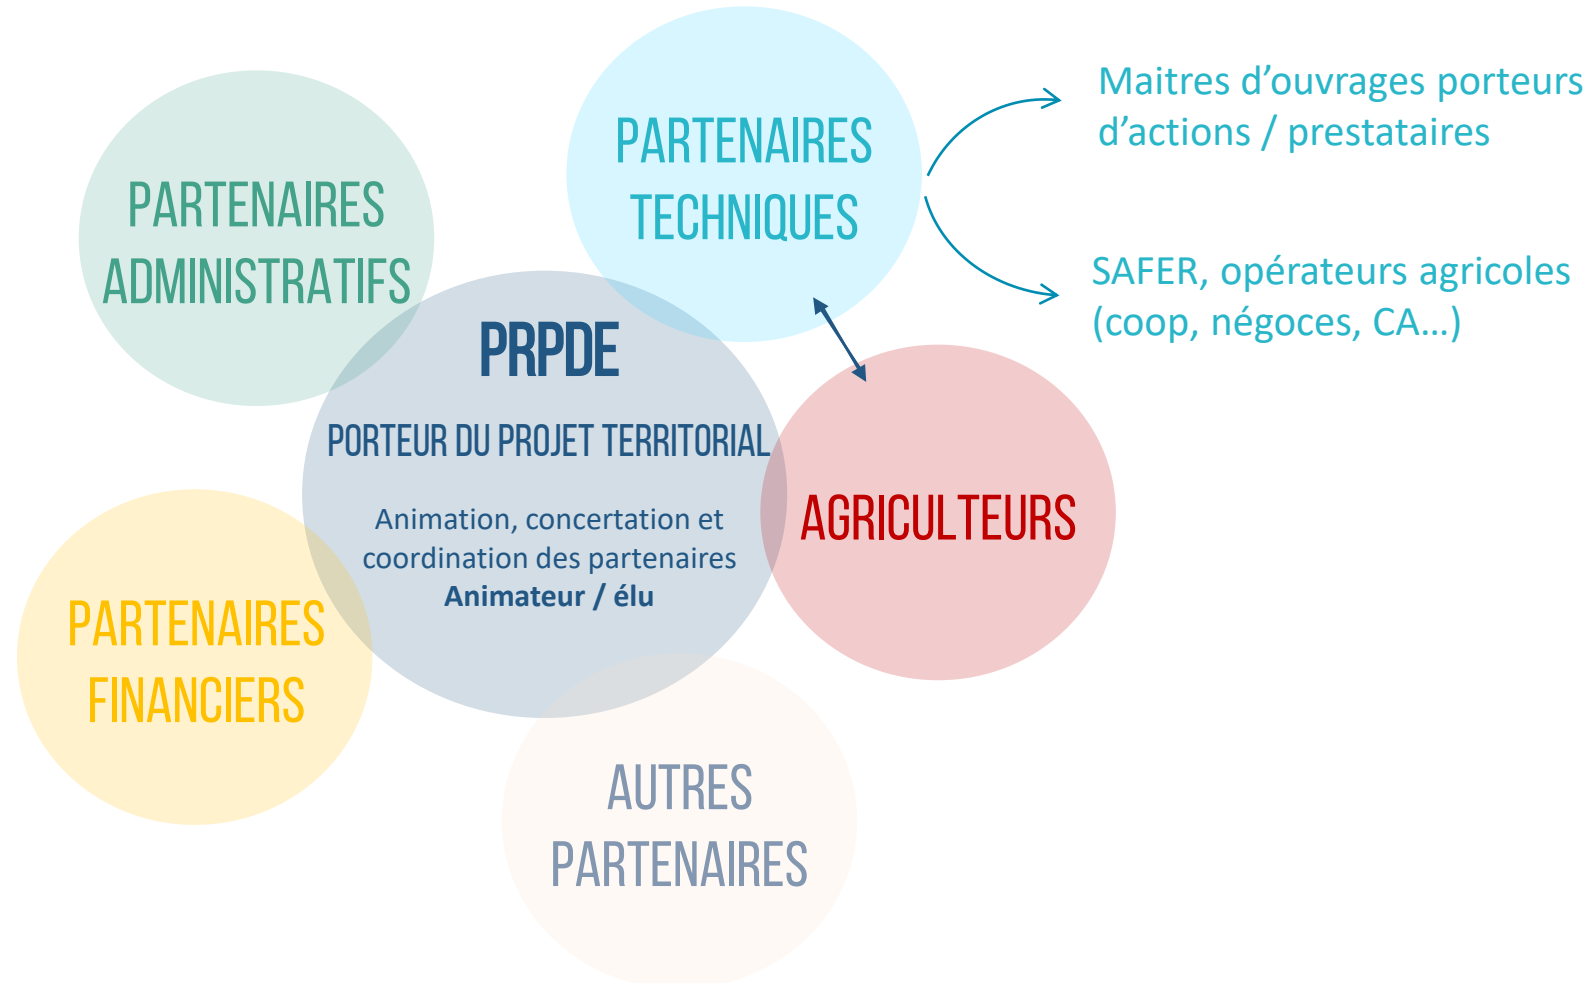 PARTENAIRES
ADMINISTRATIFS
PARTENAIRES
TECHNIQUES
Maitres d'ouvrages porteurs
d'actions / prestataires
SAFER, opérateurs agricoles
(coop, négoces, CA...)
PRPDE
PORTEUR DU PROJET TERRITORIAL
Animation, concertation et
coordination des partenaires
Animateur / élu
AGRICULTEURS
PARTENAIRES
FINANCIERS
AUTRES
PARTENAIRES